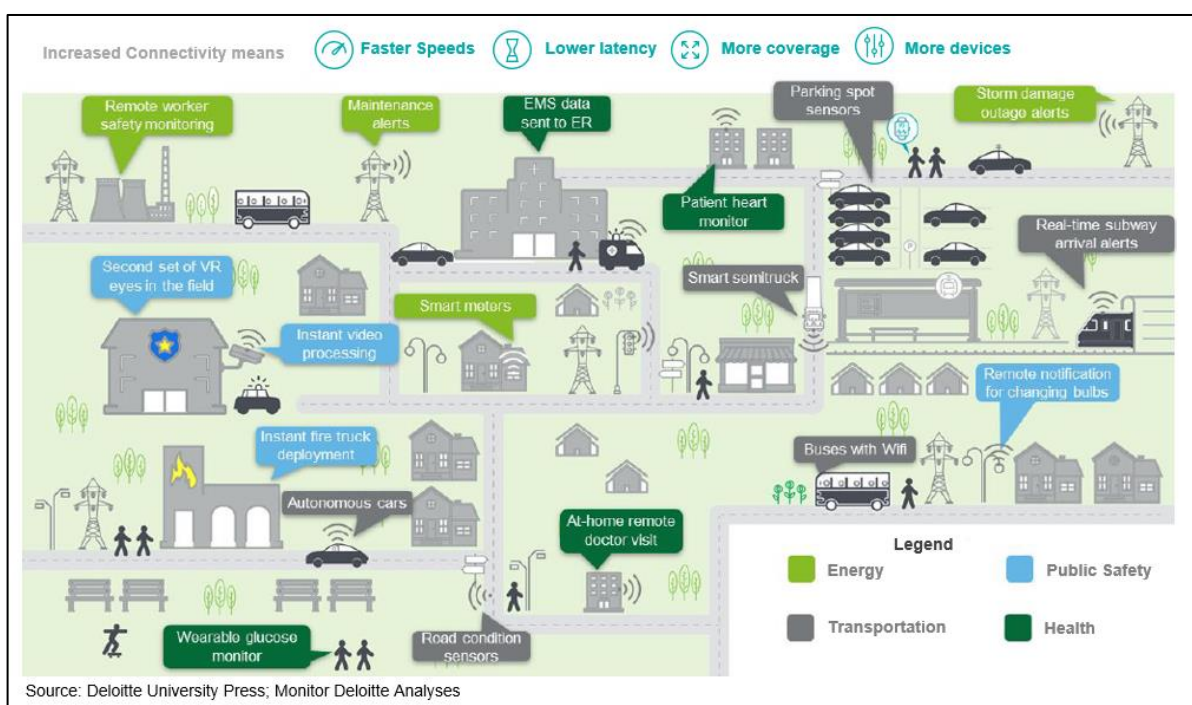 Increased Connectivity means
Faster Speeds
Lower latency
More coverage
More devices
Remote worker
safety monitoring
Maintenance
alerts
EMS data
sent to ER
Parking spot
sensors
Storm damage
outage alerts
Patient heart
monitor
Real-time subway
arrival alerts
Second set of VR
eyes in the field
Smart meters
Smart semitruck
Instant video
processing
Remote notification
for changing bulbs
Instant fire truck
deployment
Buses with Wifi
Autonomous cars
At-home remote
doctor visit
Wearable glucose
monitor
Road condition
sensors
Legend
Energy
Public Safety
Transportation
Health
Source: Deloitte University Press; Monitor Deloitte Analyses